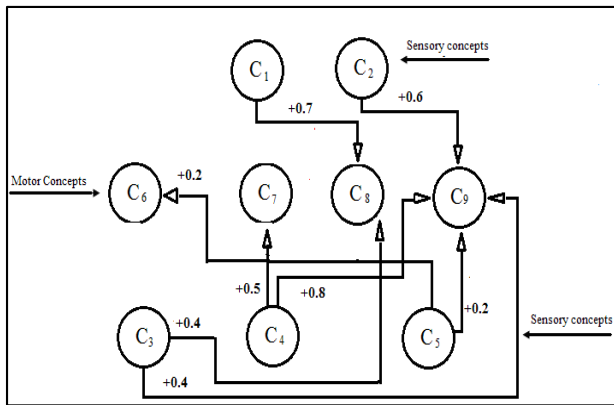 Sensory concepts
C1
C2
+0.7
+0.6
+0.2
Motor Concepts
C6
C7
C8
C9
+0.5
+0.8
+0.2
Sensory concepts
+0.4
C3
C4
C5
+0.4